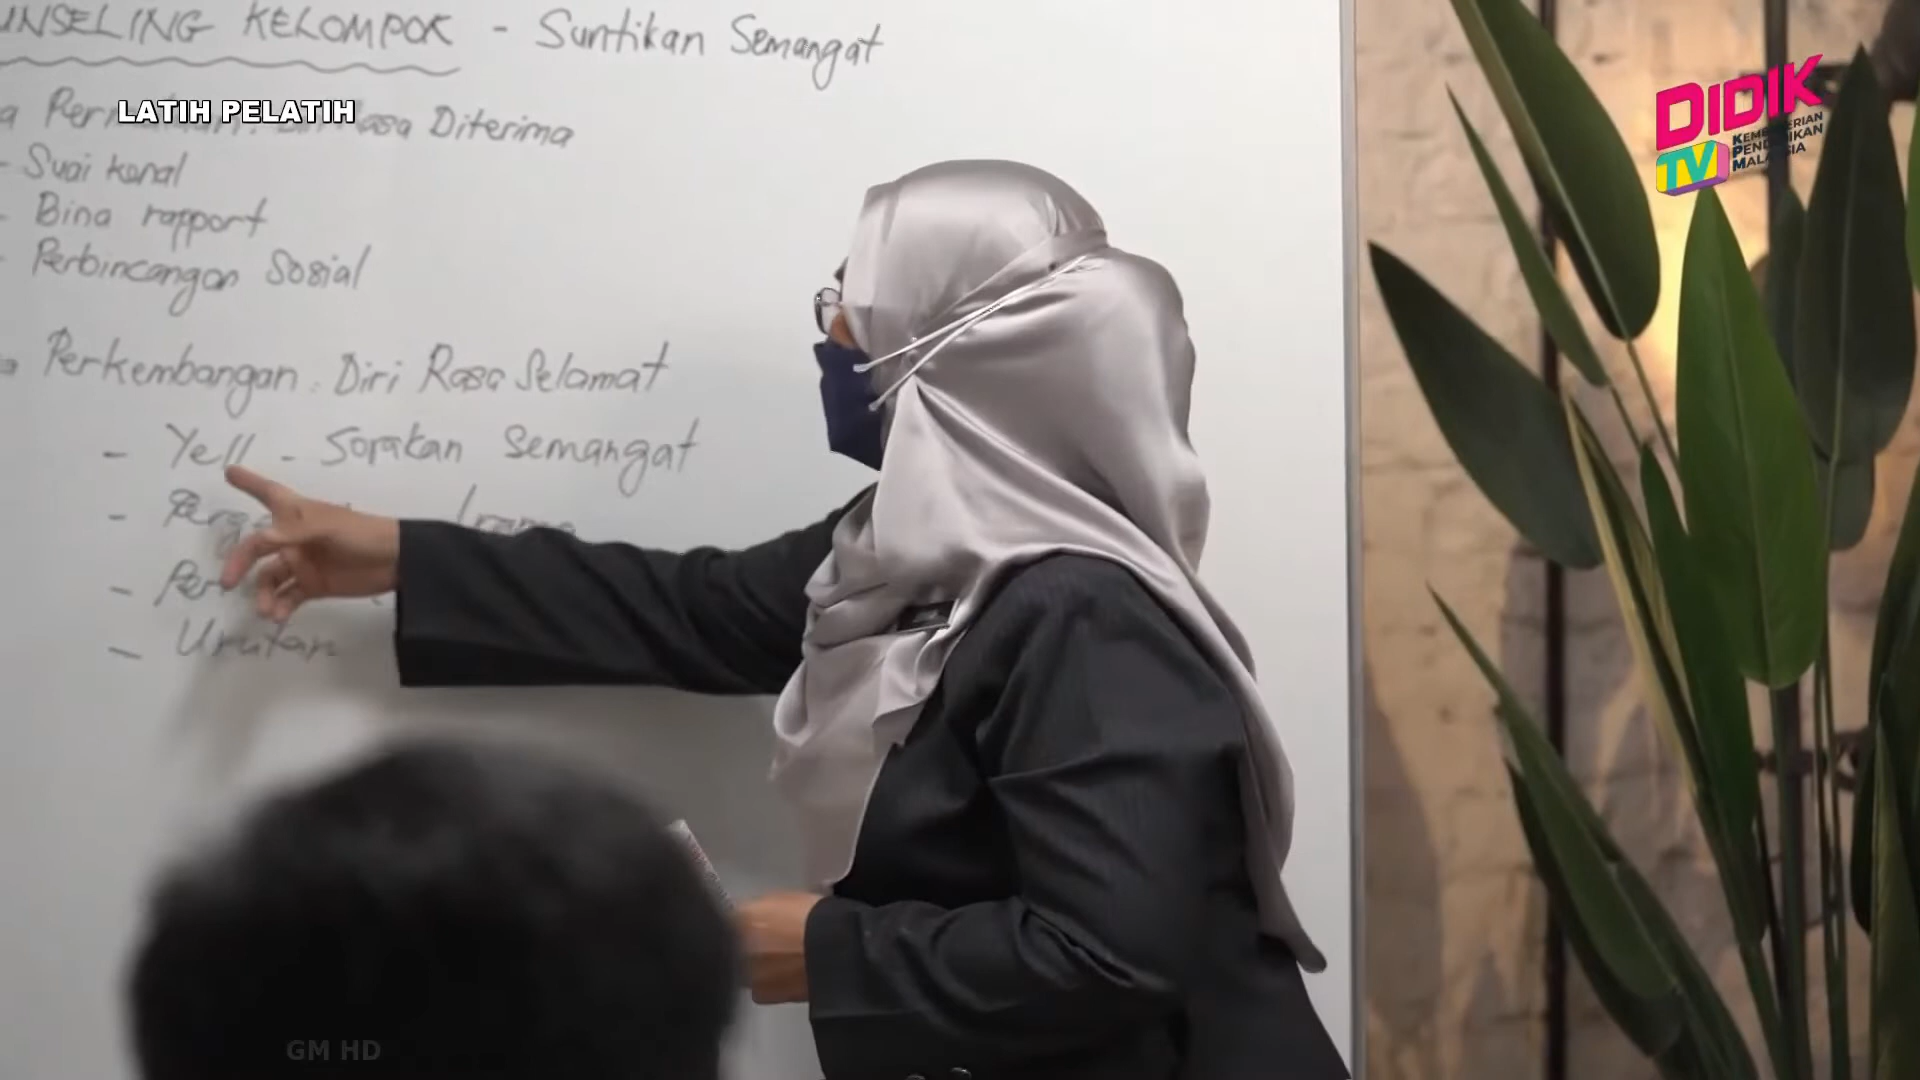 UNSELING KELOMPOK - Suntikan Semangat
LATIH PELATIH
Diterima
- Suai kenal
- Bina rapport
- Perbincangan Sosial
Perkembangan : Diri Rasa Selamat
- Yell - Sorakan Semangat
-
-
- Urutan
DIDIK
TV
KEMENTERIAN
PENDIDIKAN
MALAYSIA
GM HD